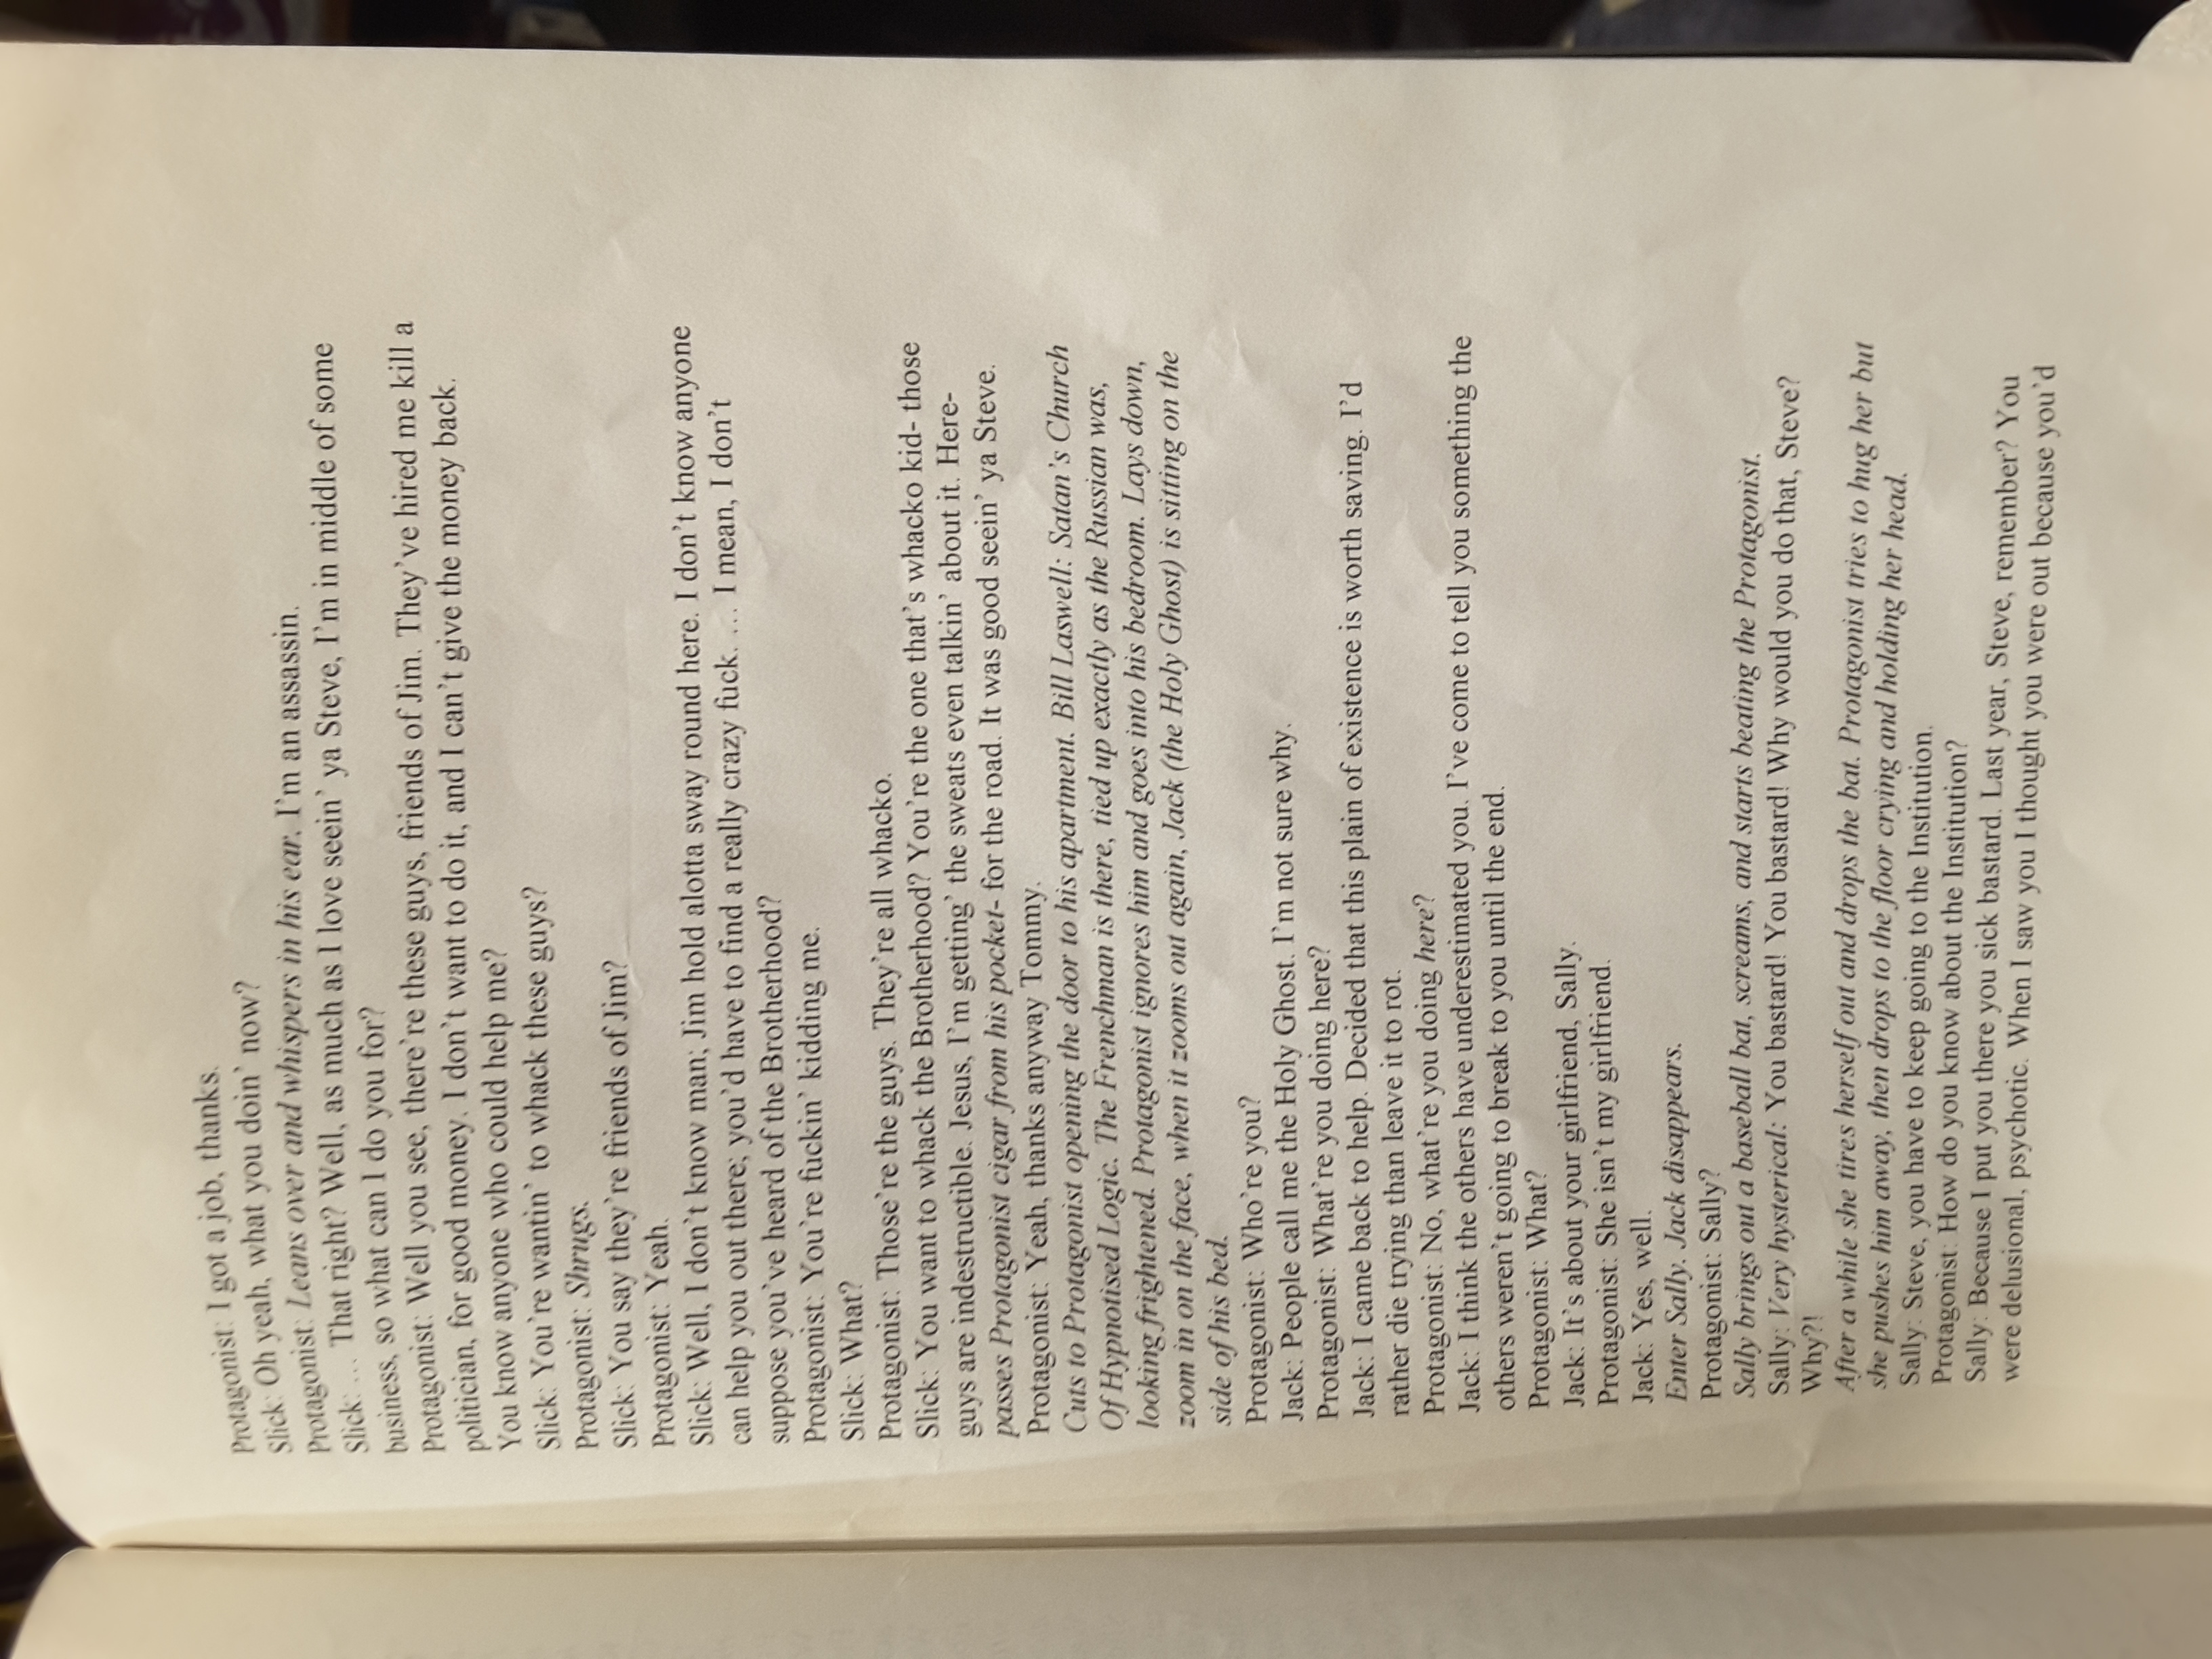 Protagonist: I got a job, thanks.
Slick: Oh yeah, what you doin’ now?
Protagonist: Leans over and whispers in his ear. I’m an assassin.
Slick: … That right? Well, as much as I love seein’ ya Steve, I’m in middle of some
business, so what can I do you for?
Protagonist: Well you see, there’re these guys, friends of Jim. They’ve hired me kill a
politician, for good money. I don’t want to do it, and I can’t give the money back.
You know anyone who could help me?
Slick: You’re wantin’ to whack these guys?
Protagonist: Shrugs.
Slick: You say they’re friends of Jim?
Protagonist: Yeah.
Slick: Well, I don’t know man; Jim hold alotta sway round here. I don’t know anyone
can help you out there; you’d have to find a really crazy fuck. … I mean, I don’t
suppose you’ve heard of the Brotherhood?
Protagonist: You’re fuckin’ kidding me.
Slick: What?
Protagonist: Those’re the guys. They’re all whacko.
Slick: You want to whack the Brotherhood? You’re the one that’s whacko kid- those
guys are indestructible. Jesus, I’m getting’ the sweats even talkin’ about it. Here-
passes Protagonist cigar from his pocket- for the road. It was good seein’ ya Steve.
Protagonist: Yeah, thanks anyway Tommy.
Cuts to Protagonist opening the door to his apartment. Bill Laswell: Satan’s Church
Of Hypnotised Logic. The Frenchman is there, tied up exactly as the Russian was,
looking frightened. Protagonist ignores him and goes into his bedroom. Lays down,
zoom in on the face, when it zooms out again, Jack (the Holy Ghost) is sitting on the
side of his bed.
Protagonist: Who’re you?
Jack: People call me the Holy Ghost. I’m not sure why.
Protagonist: What’re you doing here?
Jack: I came back to help. Decided that this plain of existence is worth saving. I’d
rather die trying than leave it to rot.
Protagonist: No, what’re you doing here?
Jack: I think the others have underestimated you. I’ve come to tell you something the
others weren’t going to break to you until the end.
Protagonist: What?
Jack: It’s about your girlfriend, Sally.
Protagonist: She isn’t my girlfriend.
Jack: Yes, well.
Enter Sally. Jack disappears.
Protagonist: Sally?
Sally brings out a baseball bat, screams, and starts beating the Protagonist.
Sally: Very hysterical: You bastard! You bastard! Why would you do that, Steve?
Why?!
After a while she tires herself out and drops the bat. Protagonist tries to hug her but
she pushes him away, then drops to the floor crying and holding her head.
Sally: Steve, you have to keep going to the Institution.
Protagonist: How do you know about the Institution?
Sally: Because I put you there you sick bastard. Last year, Steve, remember? You
were delusional, psychotic. When I saw you I thought you were out because you’d